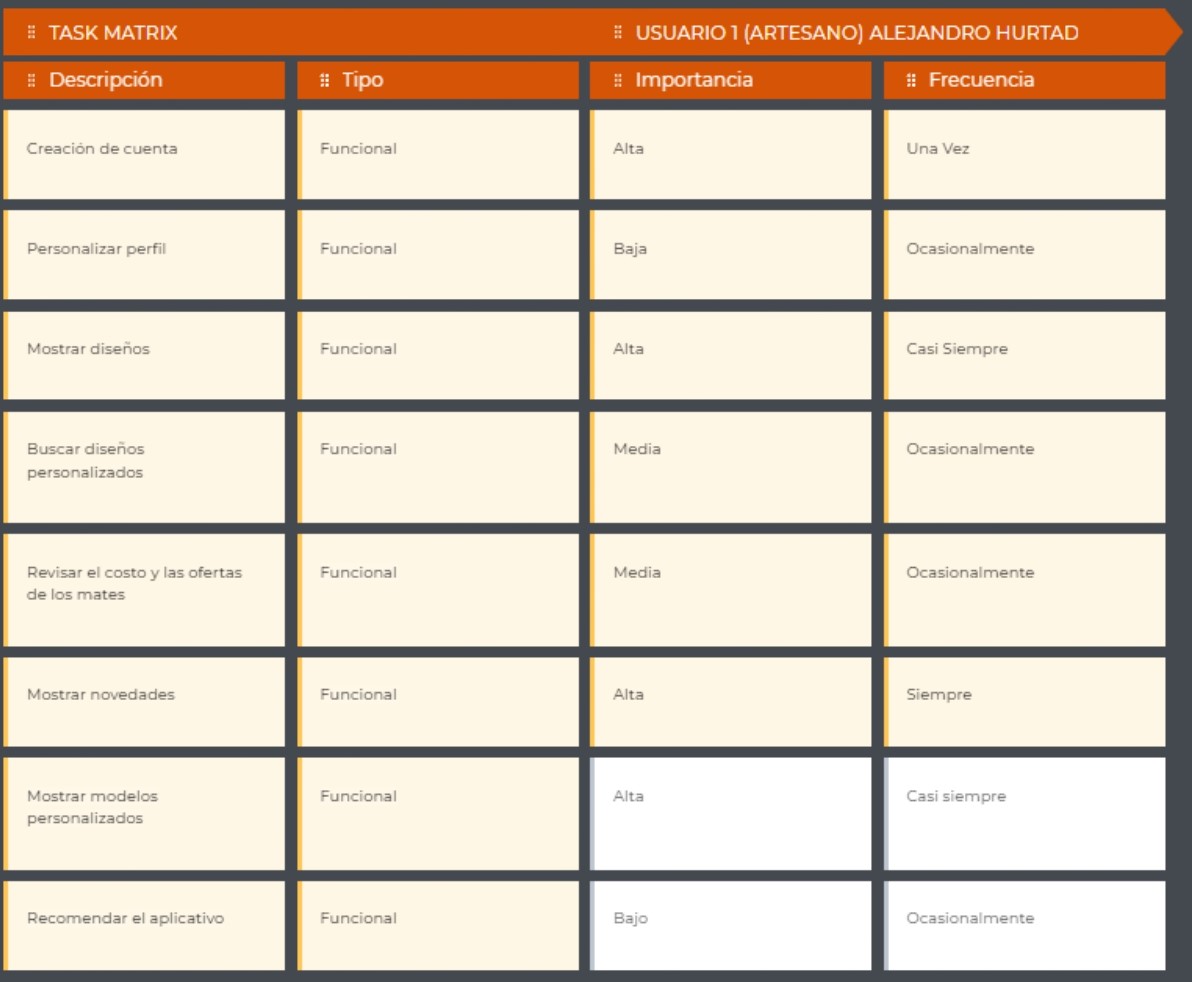 TASK MATRIX USUARIO 1 (ARTESANO) ALEJANDRO HURTAD
Descripción Tipo Importancia Frecuencia
Creación de cuenta Funcional Alta Una Vez
Personalizar perfil Funcional Baja Ocasionalmente
Mostrar diseños Funcional Alta Casi Siempre
Buscar diseños Funcional Media Ocasionalmente
personalizados
Revisar el costo y las ofertas Funcional Media Ocasionalmente
de los mates
Mostrar novedades Funcional Alta Siempre
Mostrar modelos Funcional Alta Casi siempre
personalizados
Recomendar el aplicativo Funcional Bajo Ocasionalmente